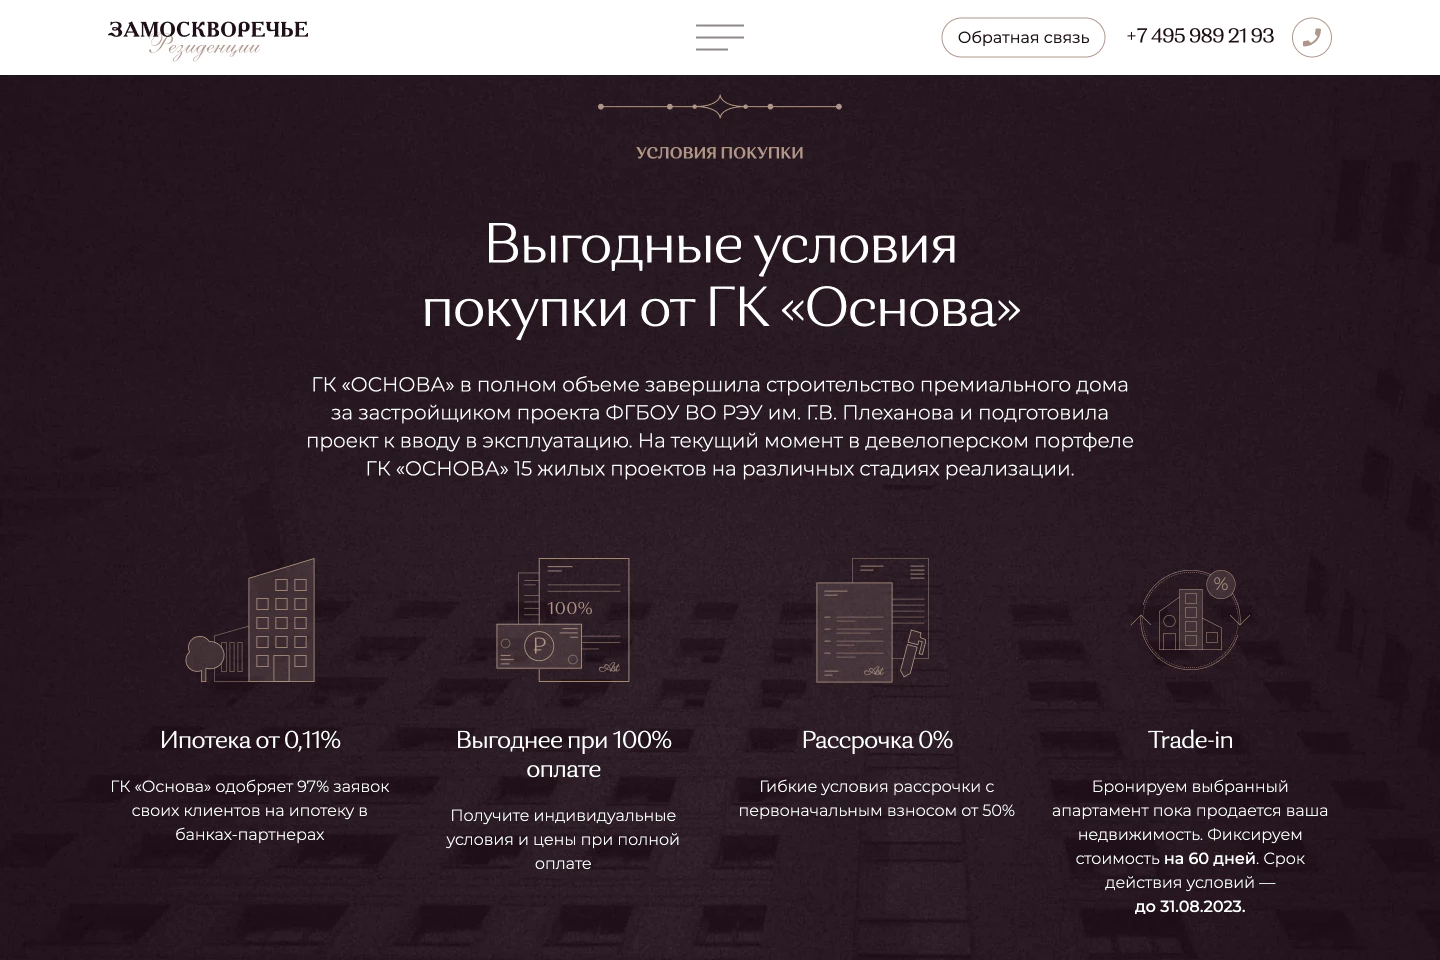 ЗАМОСКВОРЕЧЬЕ
Резиденции
Обратная связь
+7 495 989 21 93
УСЛОВИЯ ПОКУПКИ
Выгодные условия
покупки от ГК «Основа»
ГК «ОСНОВА» в полном объеме завершила строительство премиального дома
за застройщиком проекта ФГБОУ ВО РЭУ им. Г.В. Плеханова и подготовила
проект к вводу в эксплуатацию. На текущий момент в девелоперском портфеле
ГК «ОСНОВА» 15 жилых проектов на различных стадиях реализации.
100%
₽
%
Ипотека от 0,11%
ГК «Основа» одобряет 97% заявок
своих клиентов на ипотеку в
банках-партнерах
Выгоднее при 100%
оплате
Получите индивидуальные
условия и цены при полной
оплате
Рассрочка 0%
Гибкие условия рассрочки с
первоначальным взносом от 50%
Trade-in
Бронируем выбранный
апартамент пока продается ваша
недвижимость. Фиксируем
стоимость на 60 дней. Срок
действия условий —
до 31.08.2023.